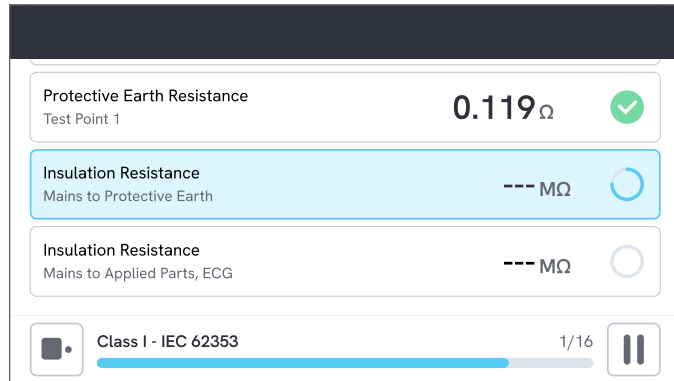 Protective Earth Resistance
Test Point 1
0.119 Ω
Insulation Resistance
Mains to Protective Earth
--- MΩ
Insulation Resistance
Mains to Applied Parts, ECG
--- MΩ
Class I - IEC 62353
1/16